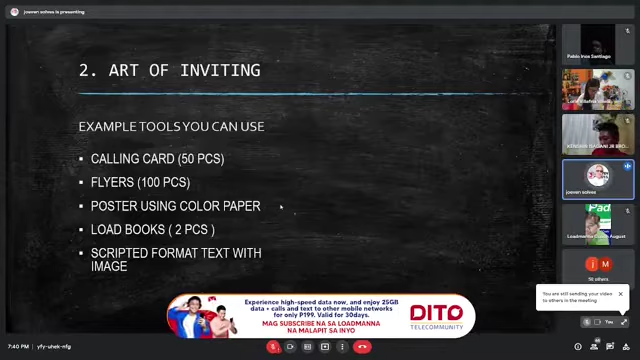 joeven solves is presenting
2. ART OF INVITING
EXAMPLE TOOLS YOU CAN USE
▪ CALLING CARD (50 PCS)
▪ FLYERS (100 PCS)
▪ POSTER USING COLOR PAPER
▪ LOAD BOOKS ( 2 PCS )
▪ SCRIPTED FORMAT TEXT WITH
IMAGE
Pablo Inos Santiago
joeven solves
You are still sending your video
to others in the meeting
You
Experience high-speed data now, and enjoy 25GB
data + calls and text to other mobile networks
for only P199. Valid for 30days.
MAG SUBSCRIBE NA SA LOADMANNA
NA MALAPIT SA INYO
DITO
TELECOMMUNITY
7:40 PM | yfy-uhek-nfg